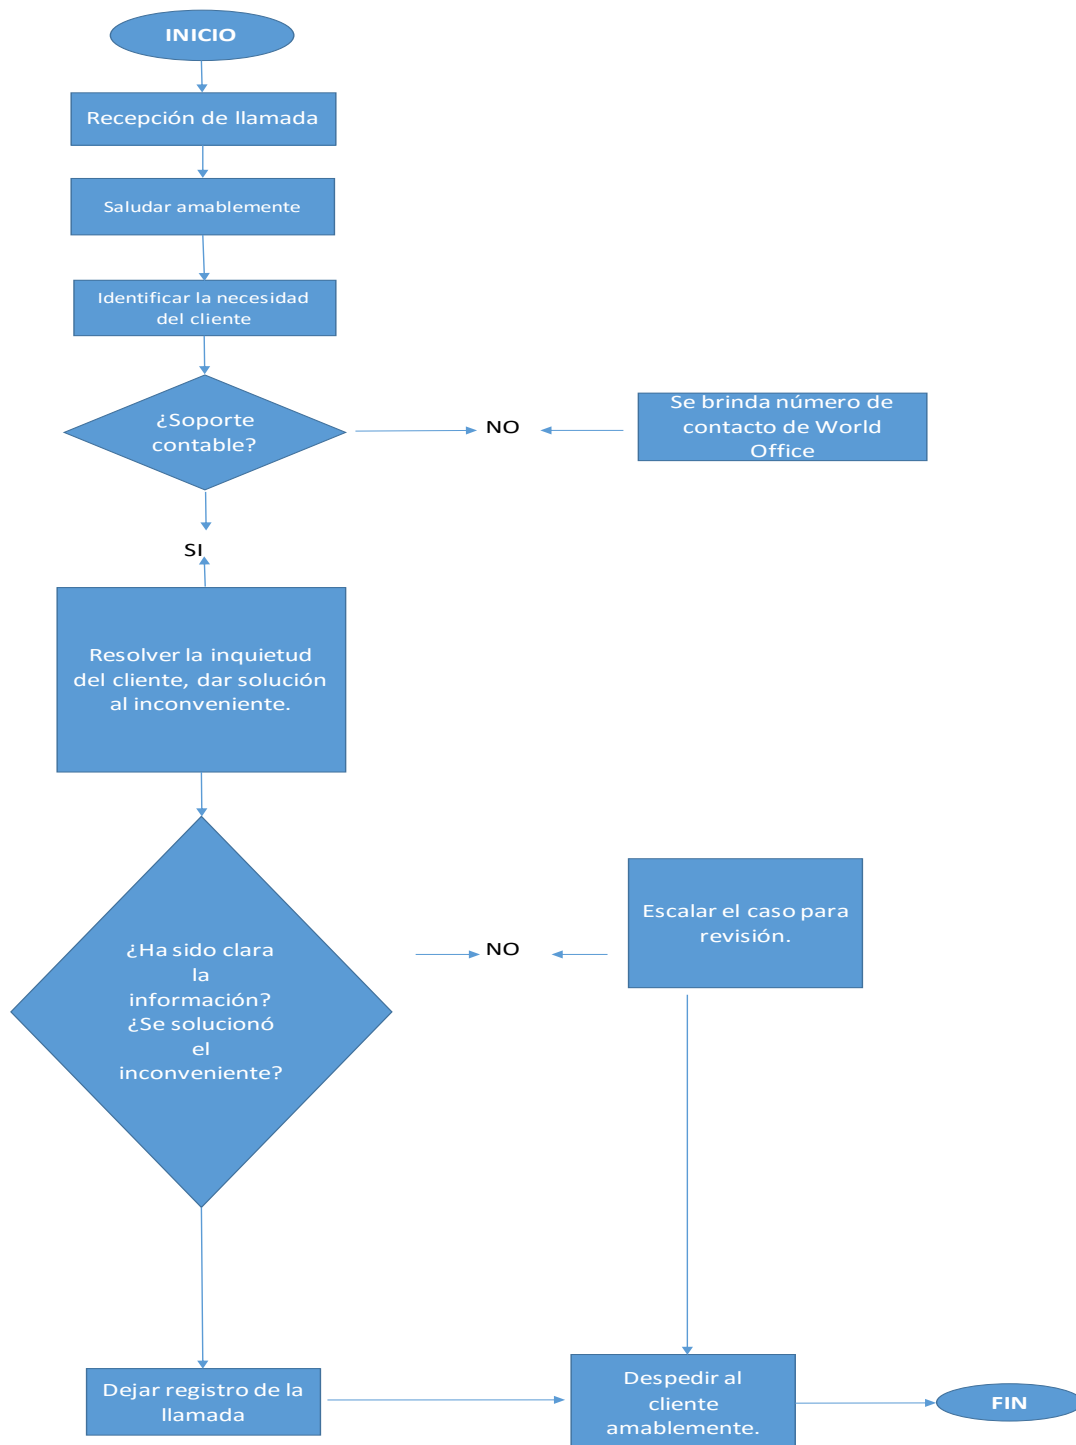 INICIO
Recepción de llamada
Saludar amablemente
Identificar la necesidad
del cliente
¿Soporte
contable?
NO
Se brinda número de
contacto de World
Office
SI
Resolver la inquietud
del cliente, dar solución
al inconveniente.
¿Ha sido clara
la
información?
¿Se solucionó
el
inconveniente?
NO
Escalar el caso para
revisión.
Dejar registro de la
llamada
Despedir al
cliente
amablemente.
FIN